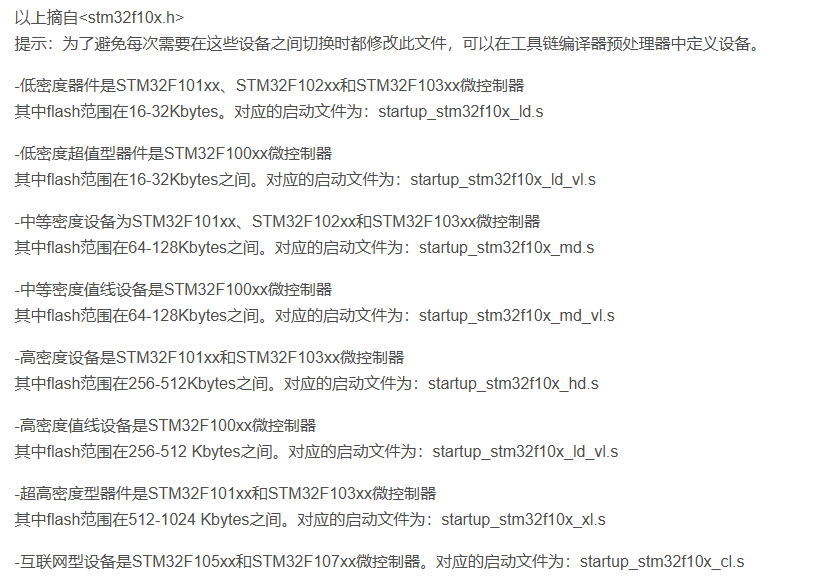 以上摘自<stm32f10x.h>
提示：为了避免每次需要在这些设备之间切换时都修改此文件，可以在工具链编译器预处理器中定义设备。
-低密度器件是STM32F101xx、STM32F102xx和STM32F103xx微控制器
其中flash范围在16-32Kbytes。对应的启动文件为：startup_stm32f10x_ld.s
-低密度超值型器件是STM32F100xx微控制器
其中flash范围在16-32Kbytes之间。对应的启动文件为：startup_stm32f10x_ld_vl.s
-中等密度设备为STM32F101xx、STM32F102xx和STM32F103xx微控制器
其中flash范围在64-128Kbytes之间。对应的启动文件为：startup_stm32f10x_md.s
-中等密度值线设备是STM32F100xx微控制器
其中flash范围在64-128Kbytes之间。对应的启动文件为：startup_stm32f10x_md_vl.s
-高密度设备是STM32F101xx和STM32F103xx微控制器
其中flash范围在256-512Kbytes之间。对应的启动文件为：startup_stm32f10x_hd.s
-高密度值线设备是STM32F100xx微控制器
其中flash范围在256-512 Kbytes之间。对应的启动文件为：startup_stm32f10x_ld_vl.s
-超高密度型器件是STM32F101xx和STM32F103xx微控制器
其中flash范围在512-1024 Kbytes之间。对应的启动文件为：startup_stm32f10x_xl.s
-互联网型设备是STM32F105xx和STM32F107xx微控制器。对应的启动文件为：startup_stm32f10x_cl.s